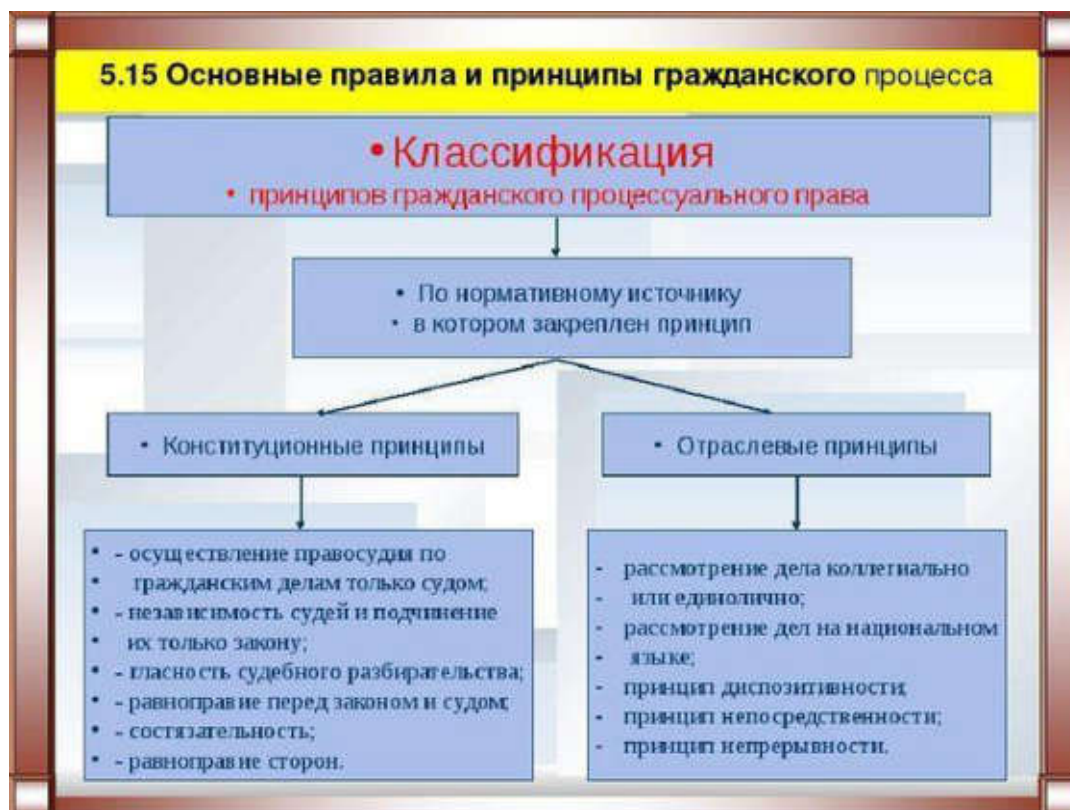 5.15 Основные правила и принципы гражданского процесса
• Классификация
• принципов гражданского процессуального права
• По нормативному источнику
• в котором закреплен принцип
• Конституционные принципы
• Отраслевые принципы
• - осуществление правосудия по
• гражданским делам только судом;
• - независимость судей и подчинение
• их только закону;
• - гласность судебного разбирательства;
• - равноправие перед законом и судом;
• - состязательность;
• - равноправие сторон.
- рассмотрение дела коллегиально
- или единолично;
- рассмотрение дел на национальном
- языке;
- принцип диспозитивности;
- принцип непосредственности;
- принцип непрерывности.